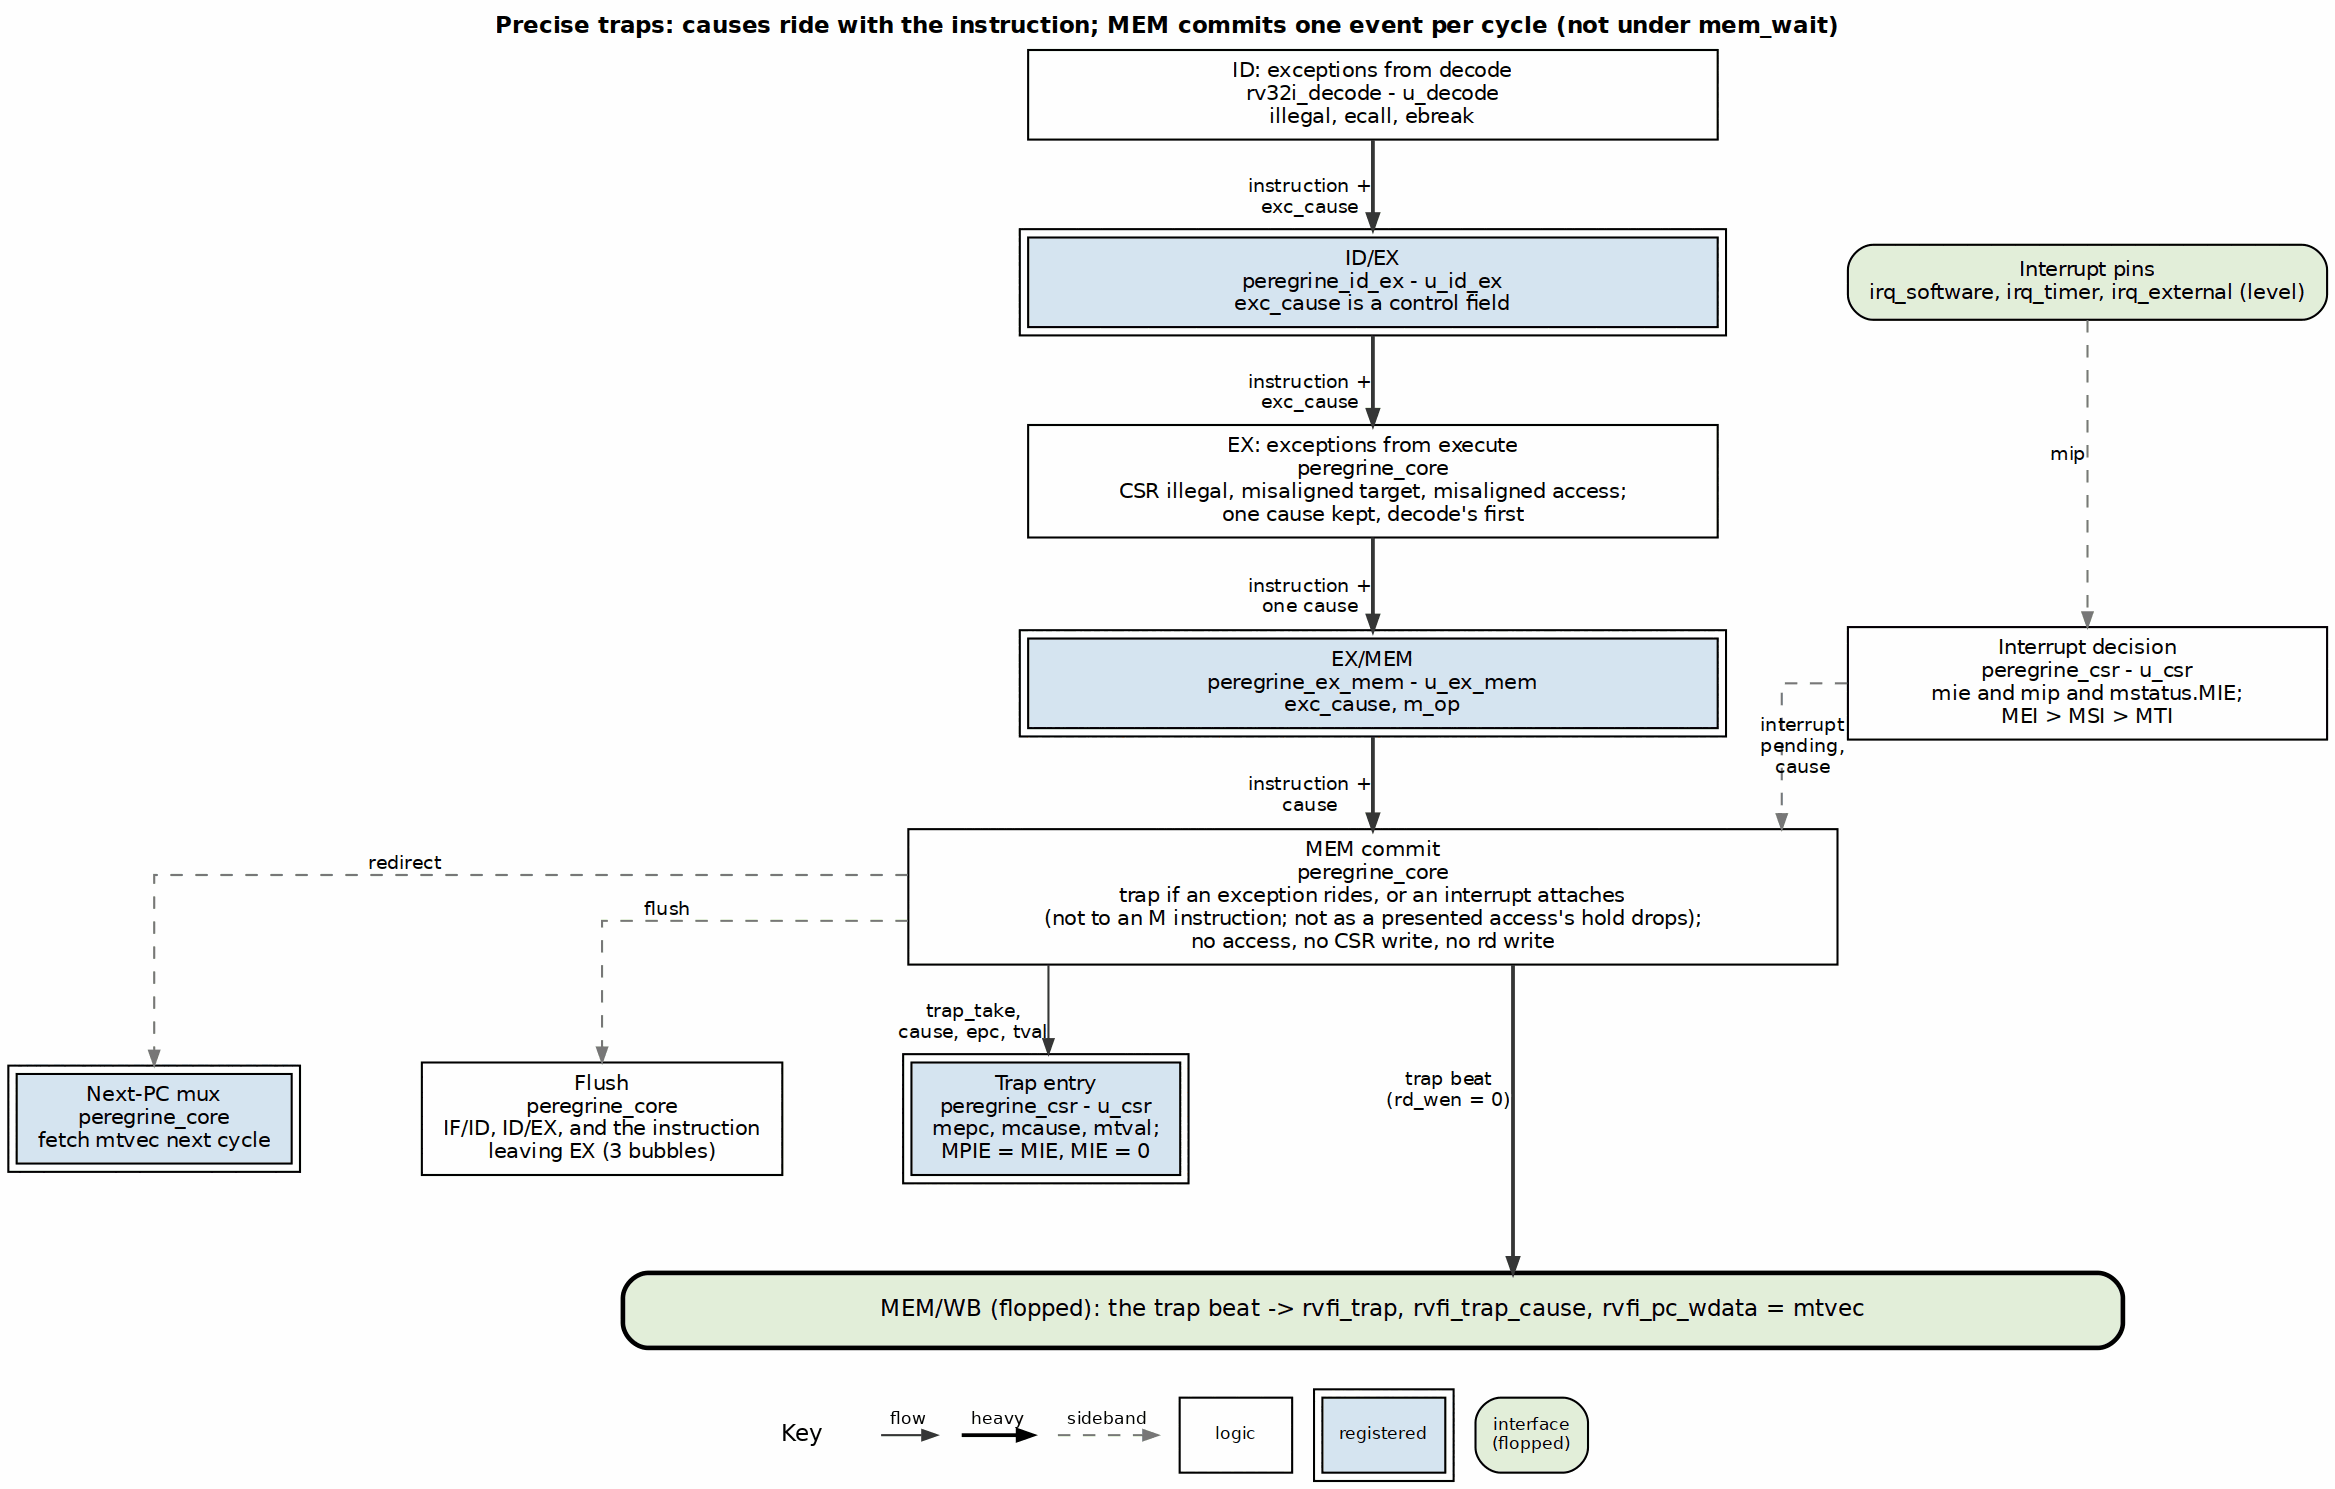 Precise traps: causes ride with the instruction; MEM commits one event per cycle (not under mem_wait)
ID: exceptions from decode
rv32i_decode - u_decode
illegal, ecall, ebreak
instruction +
exc_cause
ID/EX
peregrine_id_ex - u_id_ex
exc_cause is a control field
Interrupt pins
irq_software, irq_timer, irq_external (level)
instruction +
exc_cause
mip
EX: exceptions from execute
peregrine_core
CSR illegal, misaligned target, misaligned access;
one cause kept, decode's first
instruction +
one cause
EX/MEM
peregrine_ex_mem - u_ex_mem
exc_cause, m_op
Interrupt decision
peregrine_csr - u_csr
mie and mip and mstatus.MIE;
MEI > MSI > MTI
interrupt
pending,
cause
instruction +
cause
MEM commit
peregrine_core
trap if an exception rides, or an interrupt attaches
(not to an M instruction; not as a presented access's hold drops);
no access, no CSR write, no rd write
redirect
flush
trap_take,
cause, epc, tval
trap beat
(rd_wen = 0)
Next-PC mux
peregrine_core
fetch mtvec next cycle
Flush
peregrine_core
IF/ID, ID/EX, and the instruction
leaving EX (3 bubbles)
Trap entry
peregrine_csr - u_csr
mepc, mcause, mtval;
MPIE = MIE, MIE = 0
MEM/WB (flopped): the trap beat -> rvfi_trap, rvfi_trap_cause, rvfi_pc_wdata = mtvec
Key
flow
heavy
sideband
logic
registered
interface
(flopped)